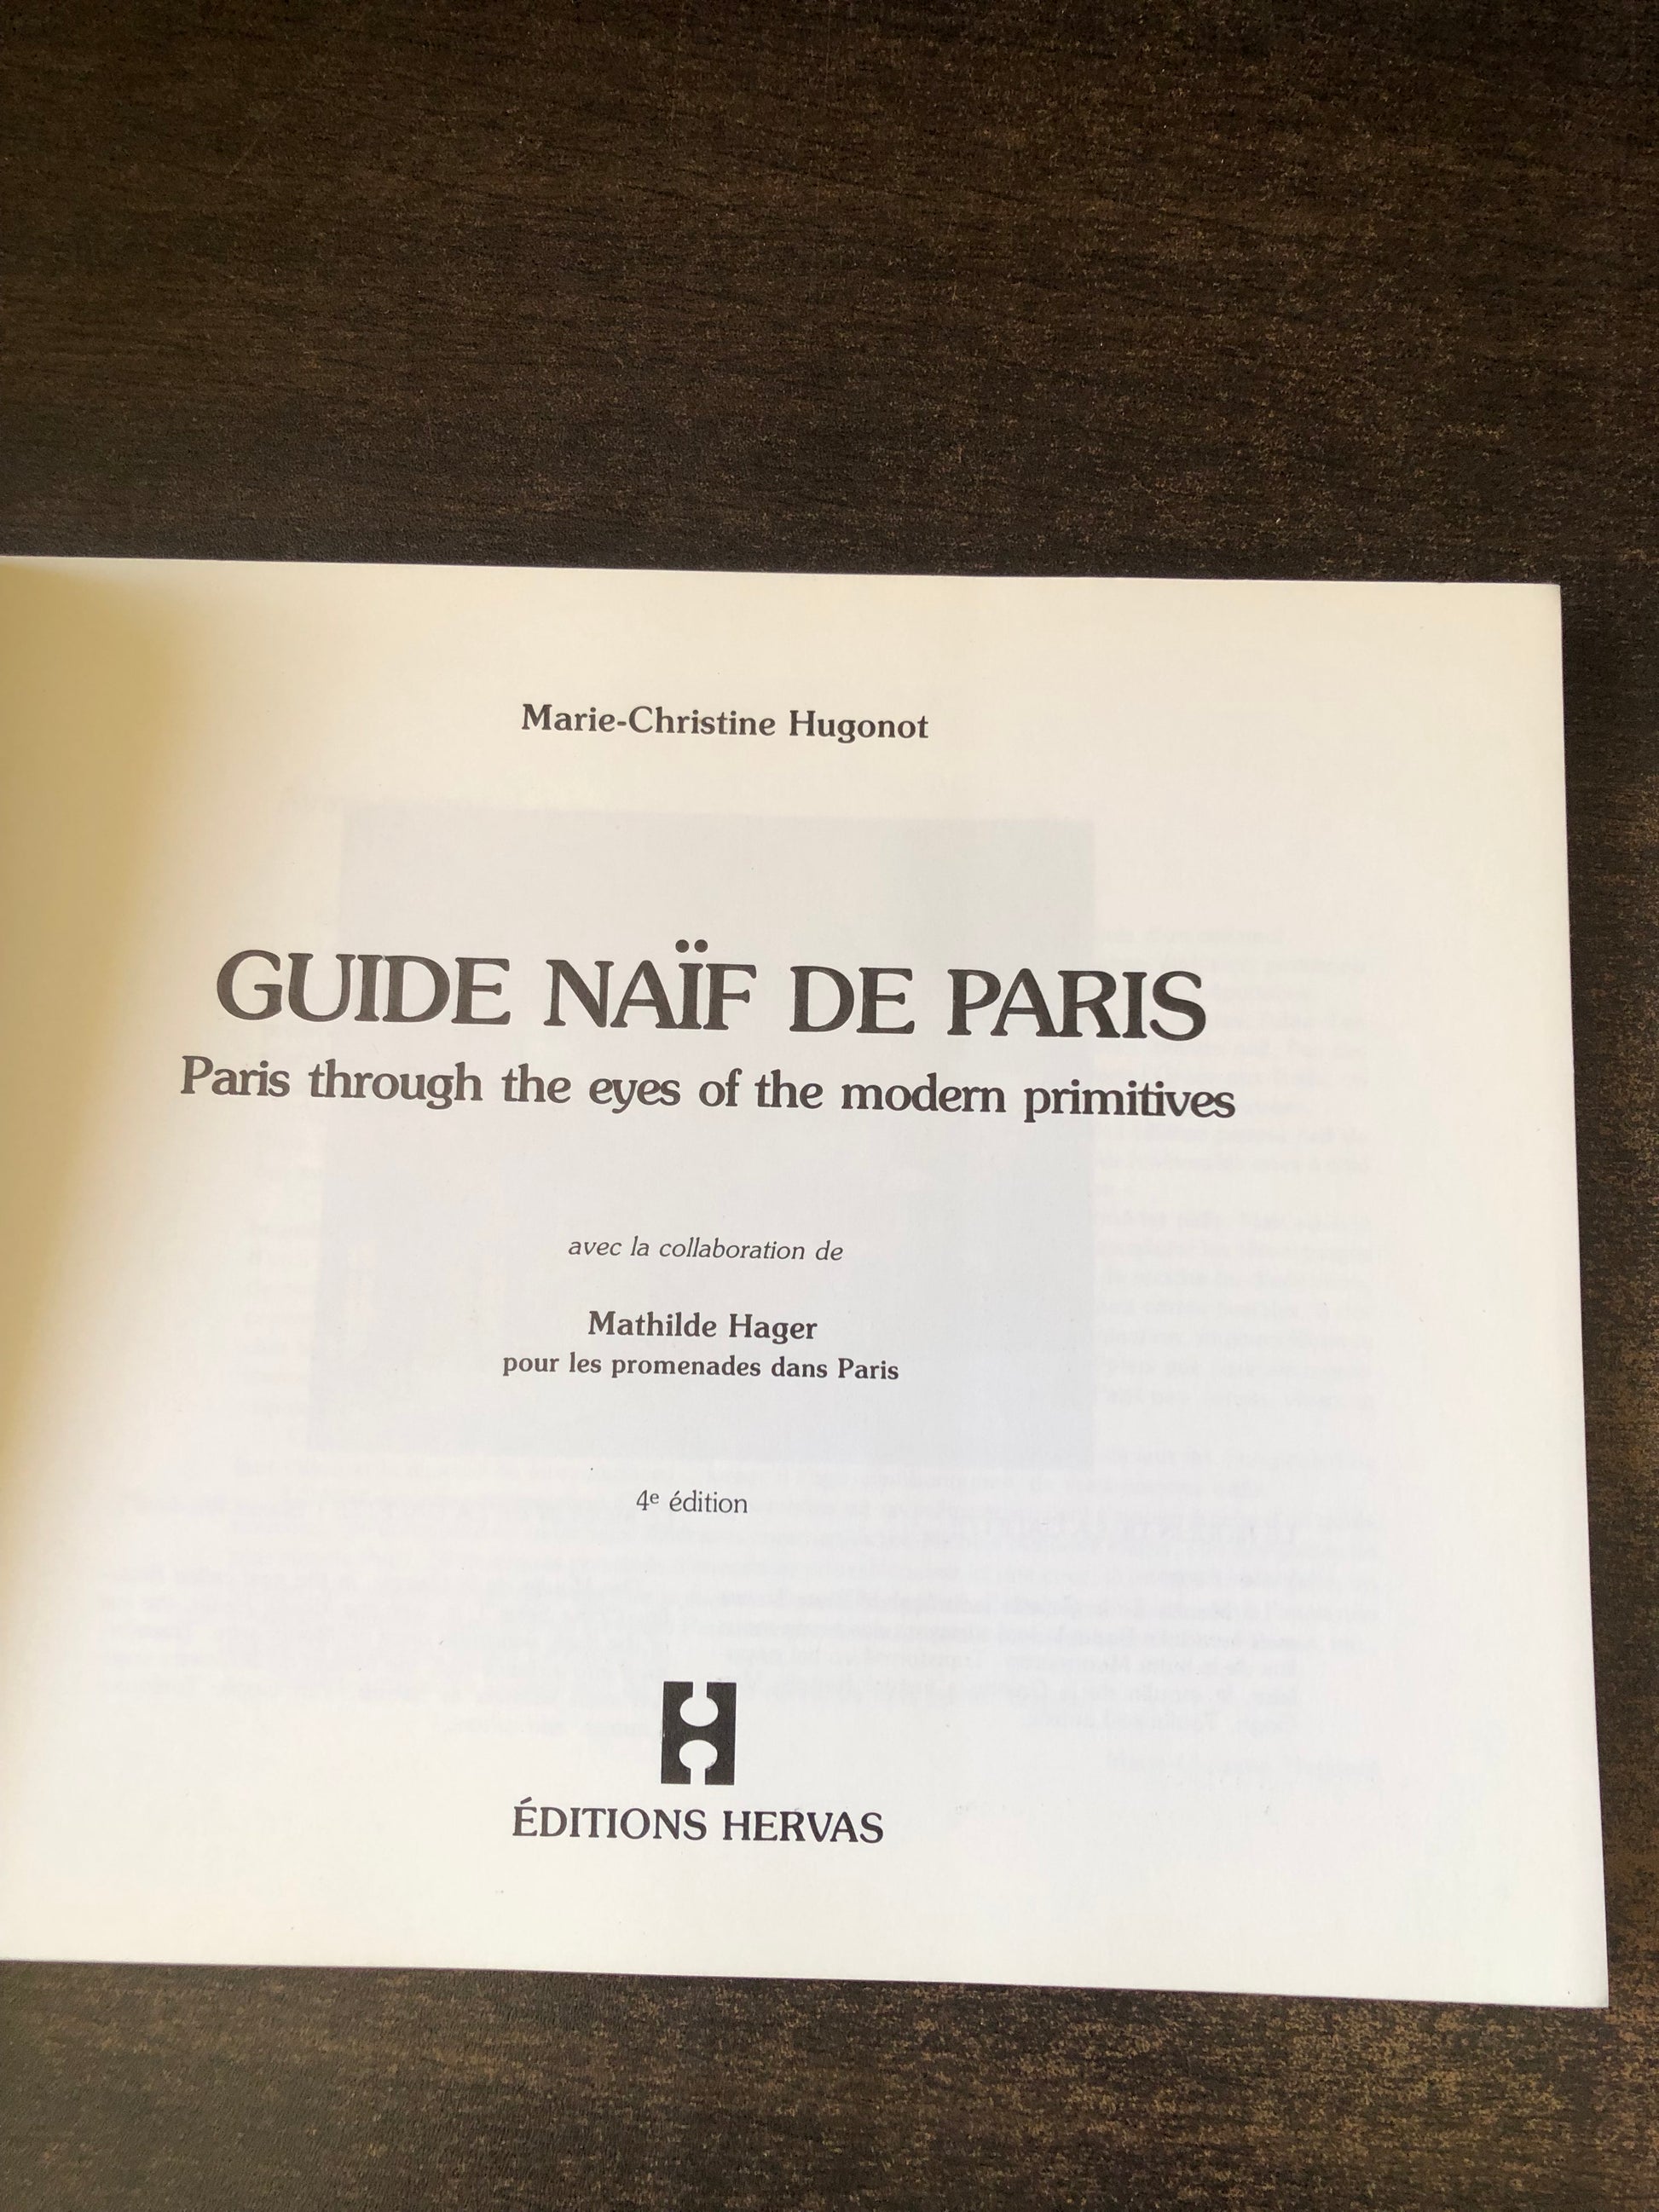 Marie-Christine Hugonot
GUIDE NAÏF DE PARIS
Paris through the eyes of the modern primitives
avec la collaboration de
Mathilde Hager
pour les promenades dans Paris
4e édition
ÉDITIONS HERVAS